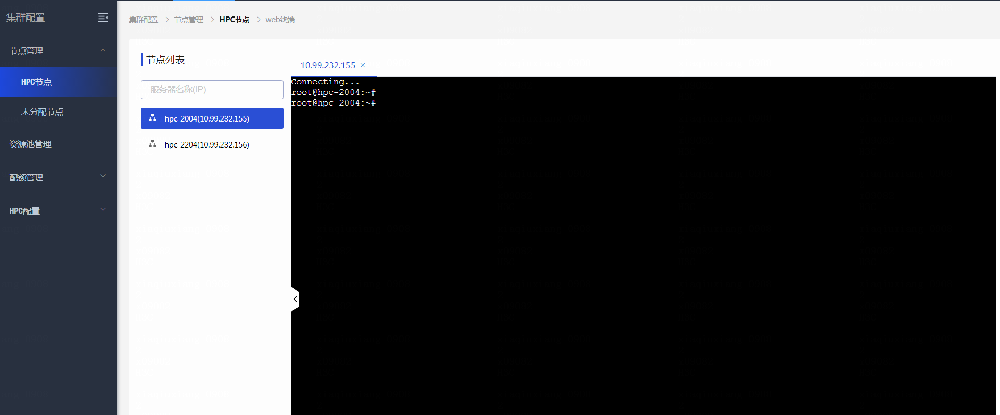 集群配置
节点管理
HPC节点
未分配节点
资源池管理
配额管理
HPC配置
集群配置 > 节点管理 > HPC节点 > web终端
节点列表
服务器名称(IP)
hpc-2004(10.99.232.155)
hpc-2204(10.99.232.156)
10.99.232.155 ×
Connecting...
root@hpc-2004:~#
root@hpc-2004:~#